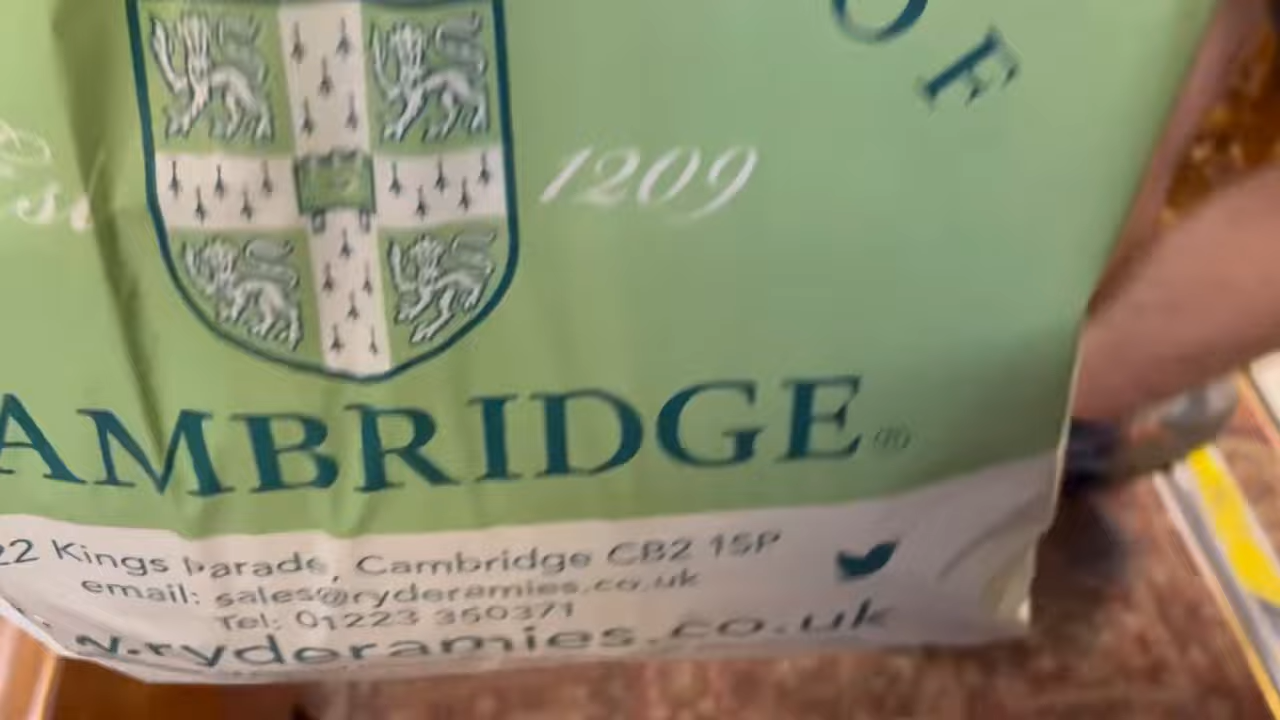 OF
Est 1209
AMBRIDGE ®
22 Kings Parade, Cambridge CB2 1SP
email: sales@ryderamies.co.uk
Tel: 01223 350371
w.ryderamies.co.uk